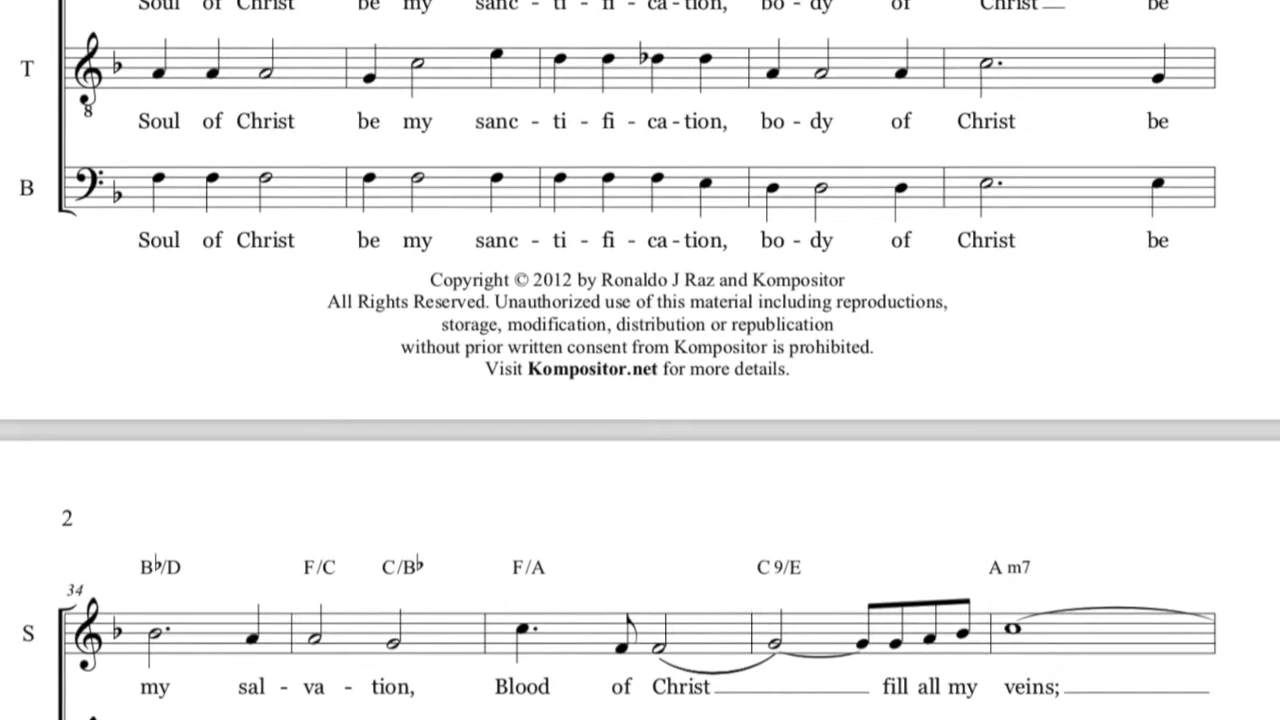 Soul of Christ be my sanc - ti - fi - ca - tion, bo - dy of Christ be
T
8
Soul of Christ be my sanc - ti - fi - ca - tion, bo - dy of Christ be
B
Soul of Christ be my sanc - ti - fi - ca - tion, bo - dy of Christ be
Copyright © 2012 by Ronaldo J Raz and Kompositor
All Rights Reserved. Unauthorized use of this material including reproductions,
storage, modification, distribution or republication
without prior written consent from Kompositor is prohibited.
Visit Kompositor.net for more details.
2
B♭/D F/C C/B♭ F/A C9/E A m7
34
S
my sal - va - tion, Blood of Christ fill all my veins;